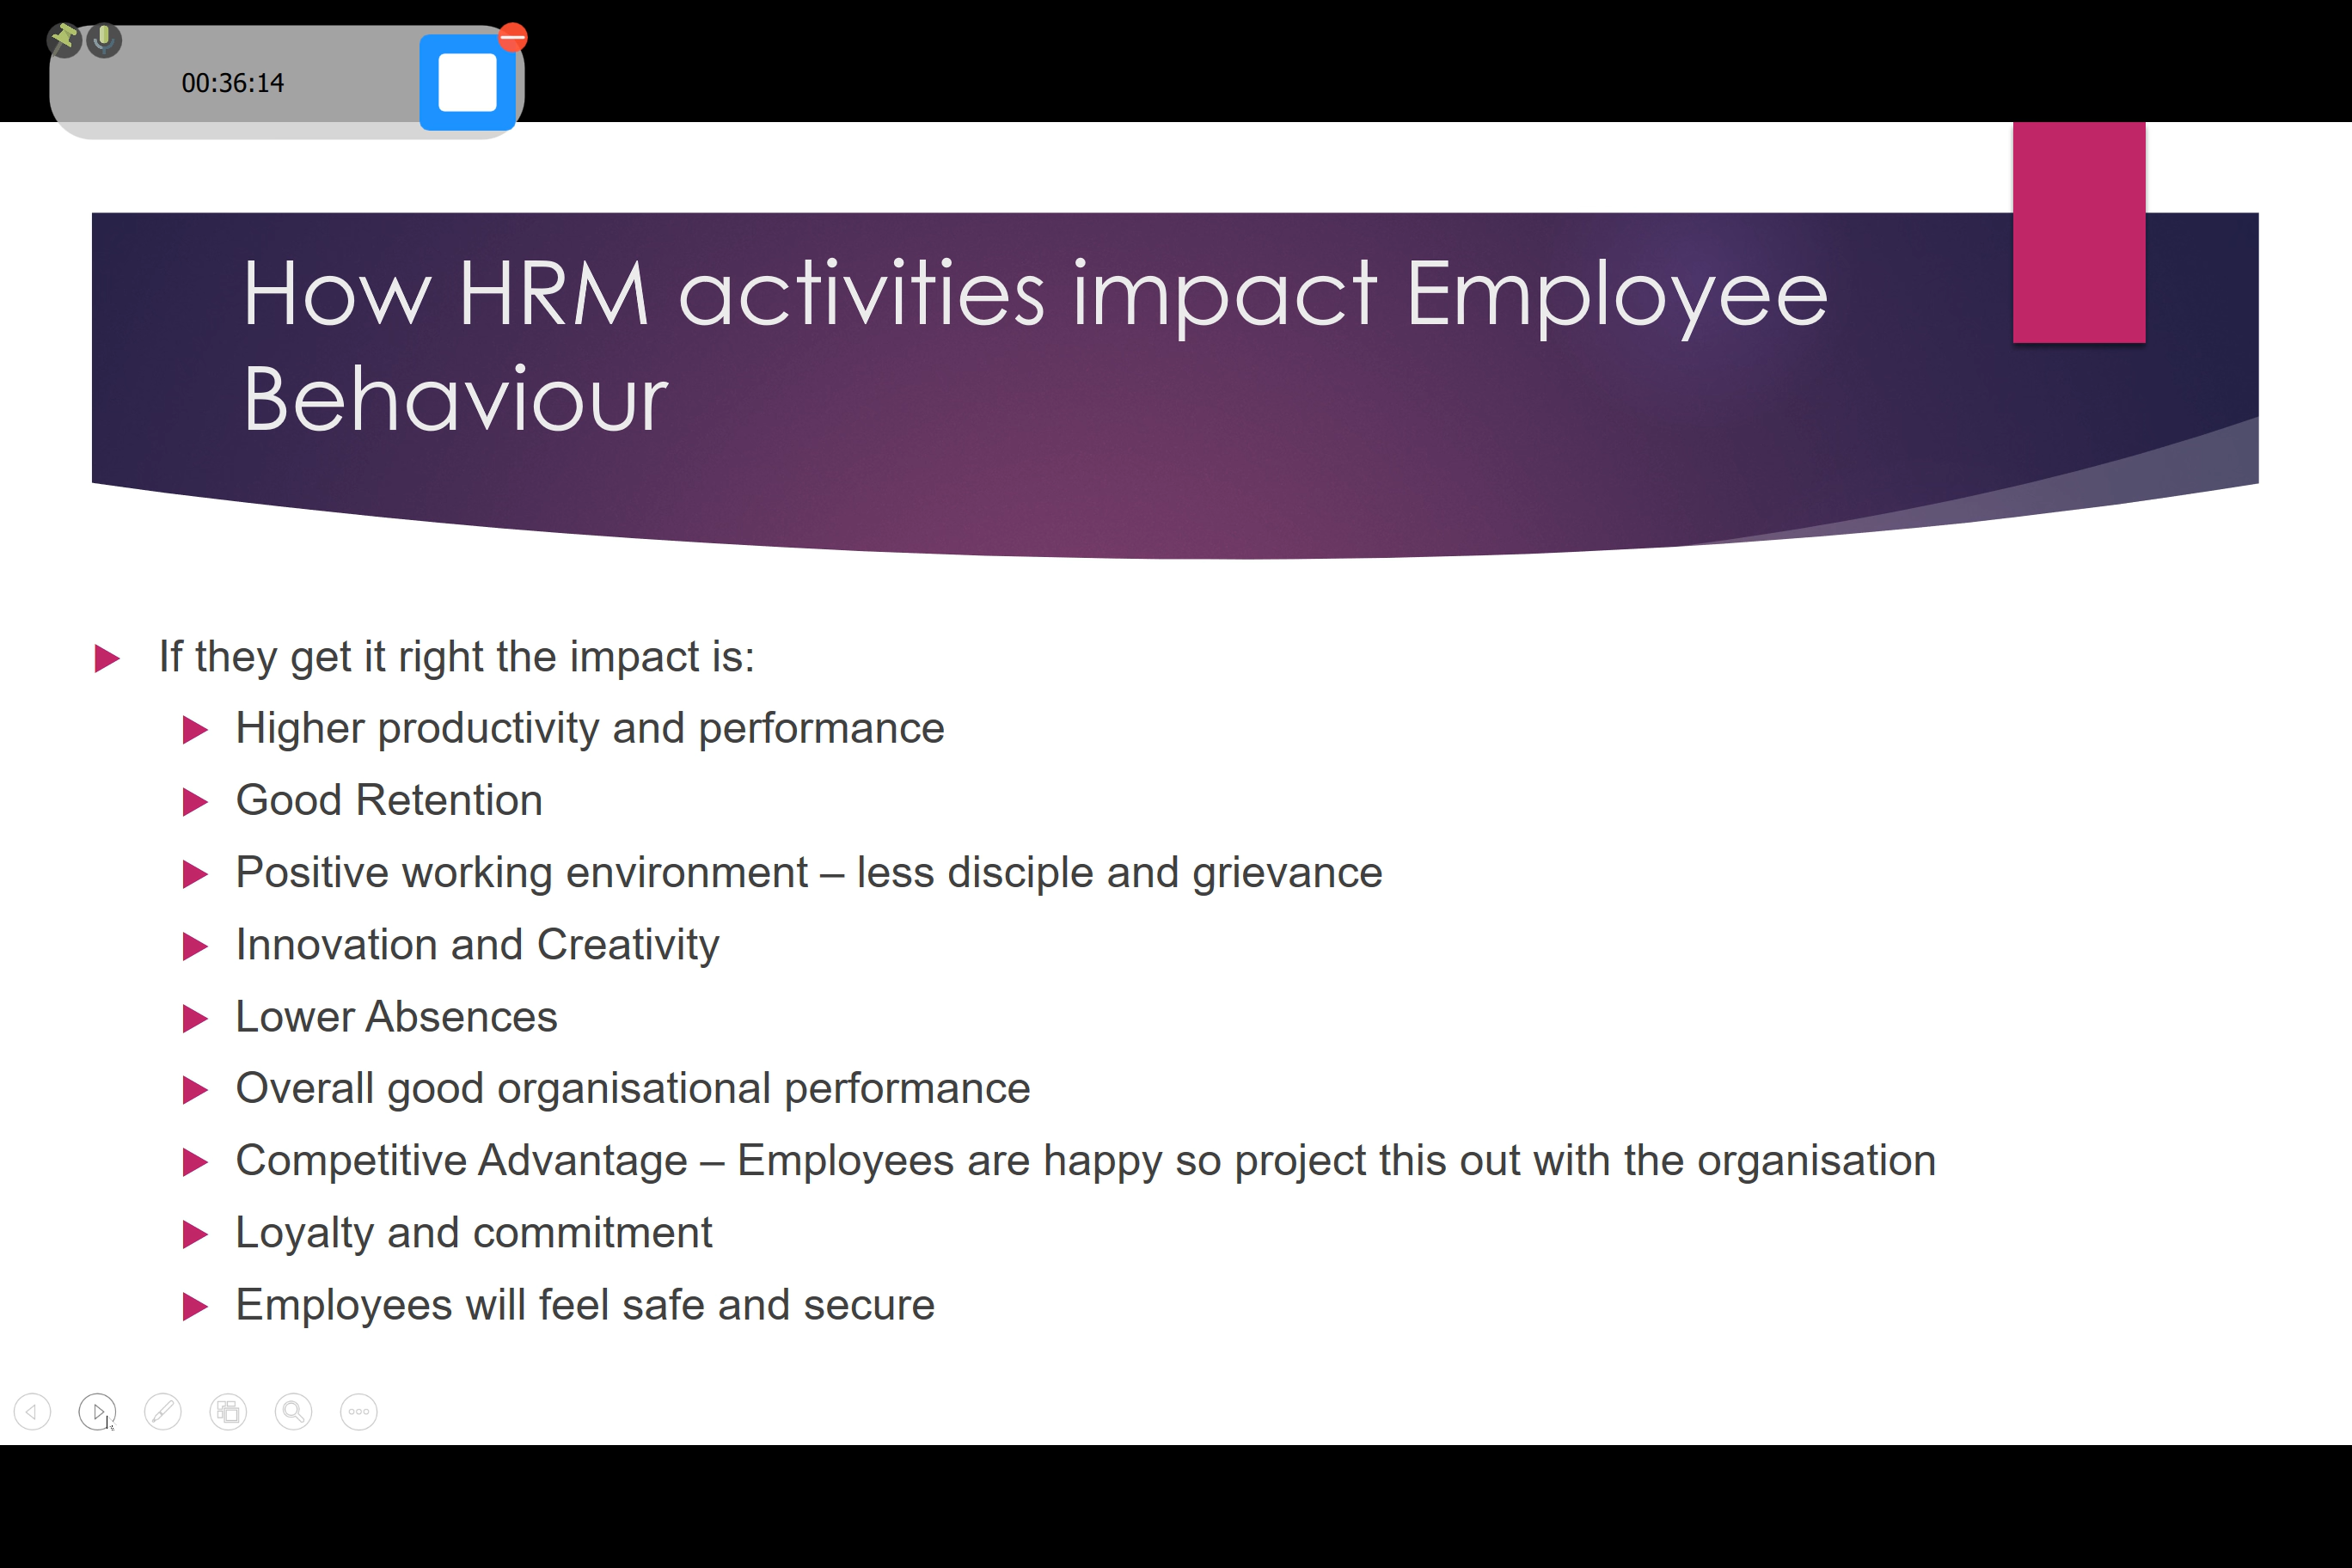 00:36:14
How HRM activities impact Employee
Behaviour
If they get it right the impact is:
Higher productivity and performance
Good Retention
Positive working environment – less disciple and grievance
Innovation and Creativity
Lower Absences
Overall good organisational performance
Competitive Advantage – Employees are happy so project this out with the organisation
Loyalty and commitment
Employees will feel safe and secure